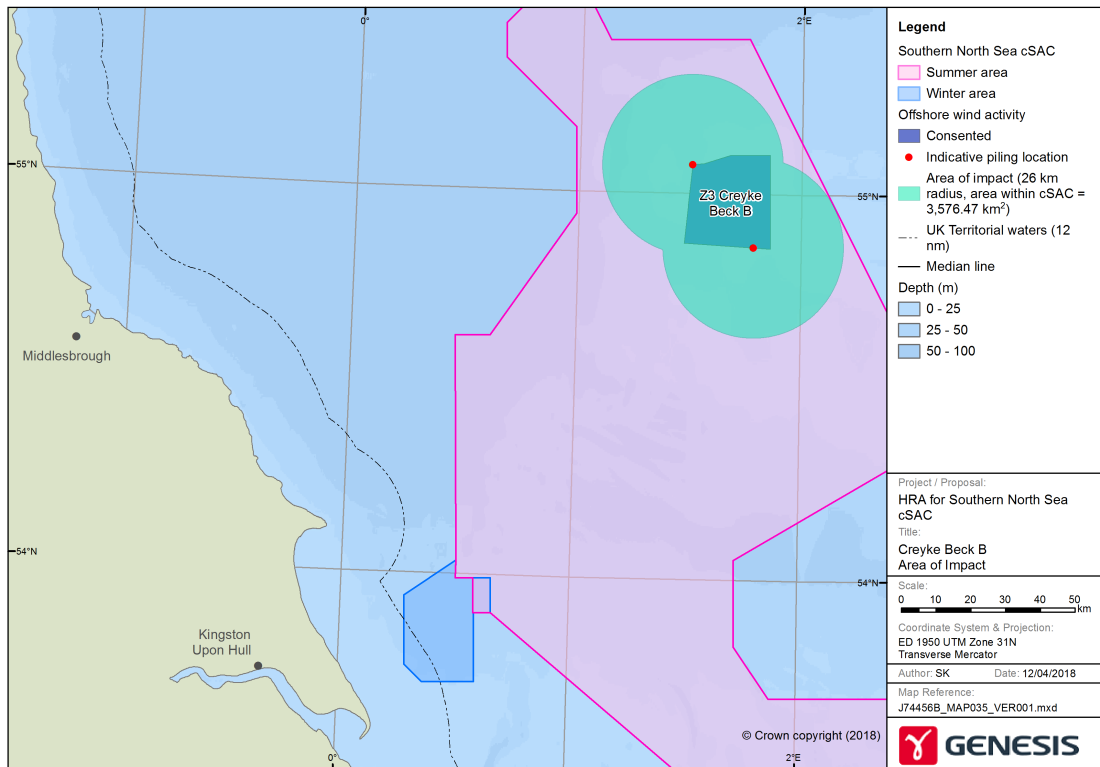 0°
2°E
55°N
55°N
Z3 Creyke
Beck B
Middlesbrough
54°N
54°N
Kingston
Upon Hull
0°
2°E
© Crown copyright (2018)
Legend
Southern North Sea cSAC
Summer area
Winter area
Offshore wind activity
Consented
Indicative piling location
Area of impact (26 km
radius, area within cSAC =
3,576.47 km²)
UK Territorial waters (12
nm)
Median line
Depth (m)
0 - 25
25 - 50
50 - 100
Project / Proposal:
HRA for Southern North Sea
cSAC
Title:
Creyke Beck B
Area of Impact
Scale:
0 10 20 30 40 50
km
Coordinate System & Projection:
ED 1950 UTM Zone 31N
Transverse Mercator
Author: SK Date: 12/04/2018
Map Reference:
J74456B_MAP035_VER001.mxd
GENESIS